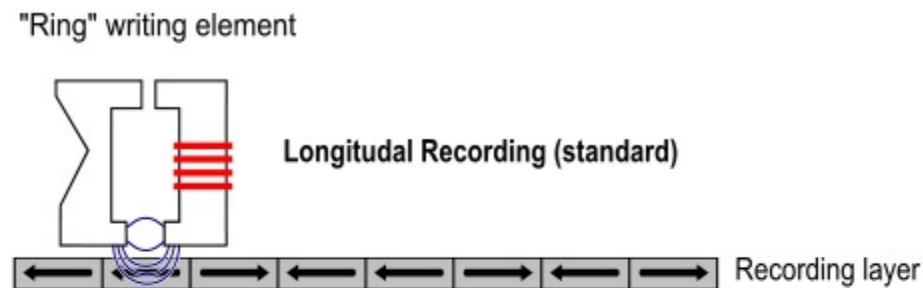 "Ring" writing element
Longitudal Recording (standard)
Recording layer